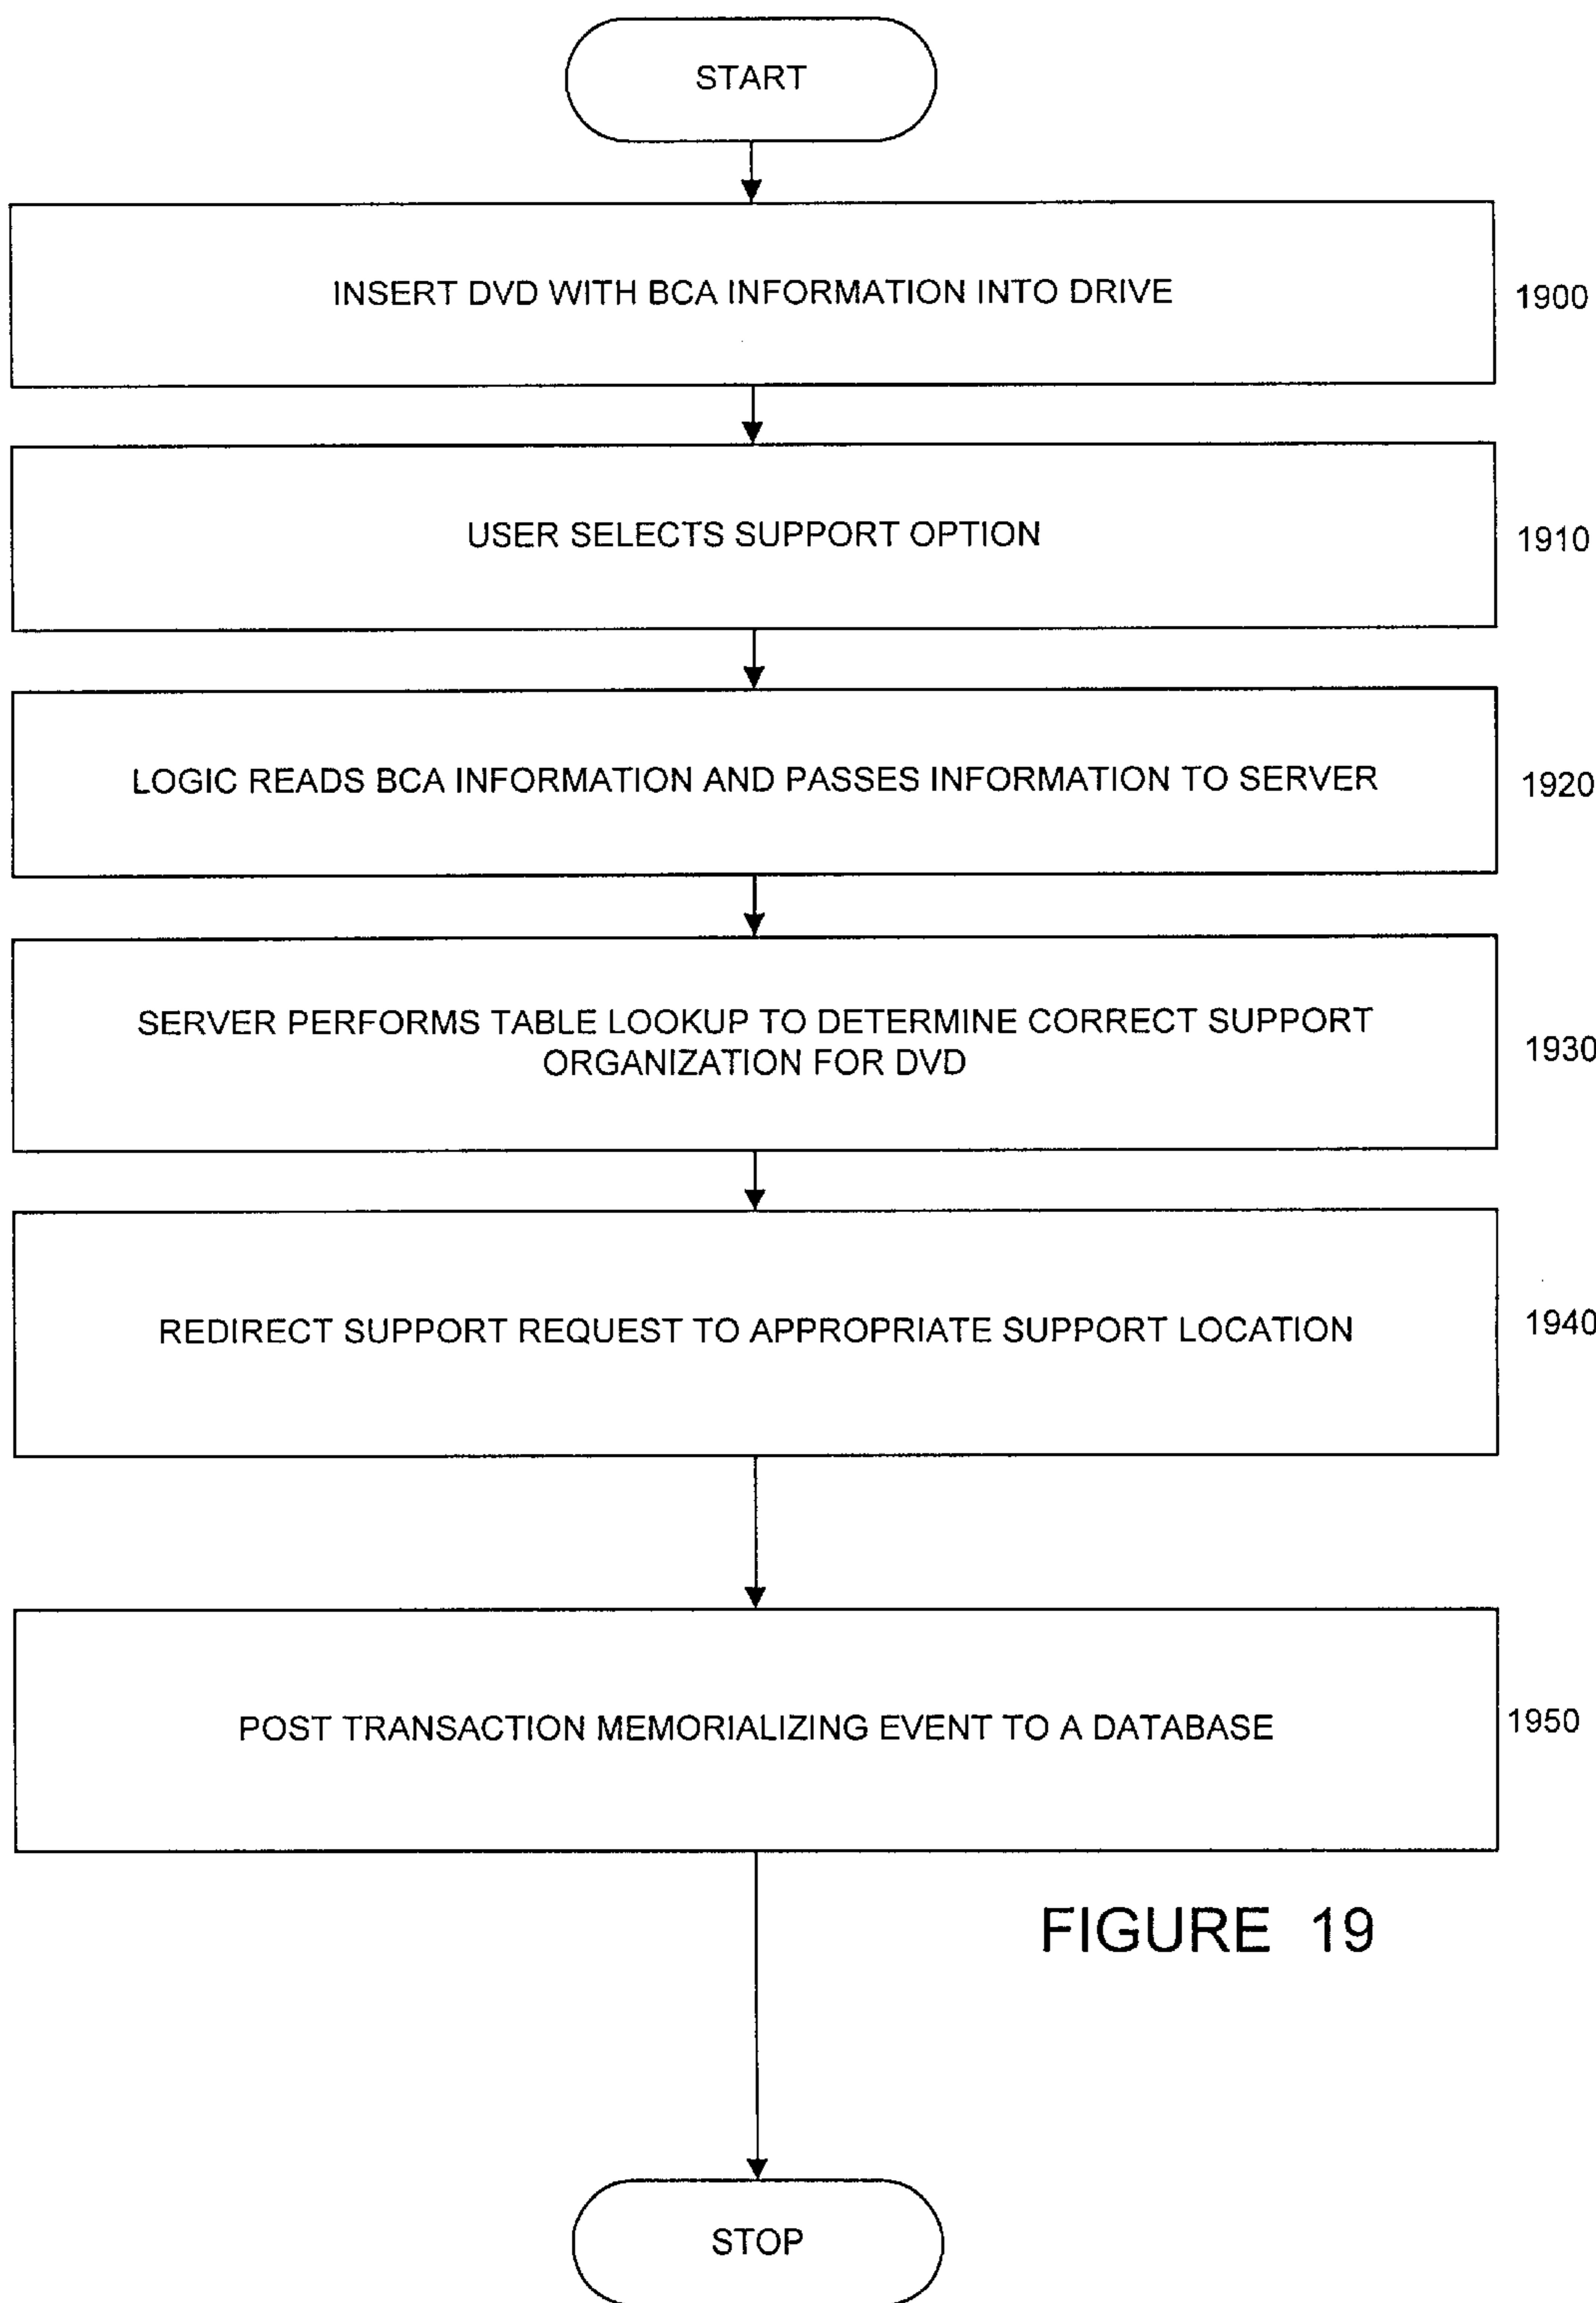 START
INSERT DVD WITH BCA INFORMATION INTO DRIVE
1900
USER SELECTS SUPPORT OPTION
1910
LOGIC READS BCA INFORMATION AND PASSES INFORMATION TO SERVER
1920
SERVER PERFORMS TABLE LOOKUP TO DETERMINE CORRECT SUPPORT
ORGANIZATION FOR DVD
1930
REDIRECT SUPPORT REQUEST TO APPROPRIATE SUPPORT LOCATION
1940
POST TRANSACTION MEMORIALIZING EVENT TO A DATABASE
1950
FIGURE 19
STOP